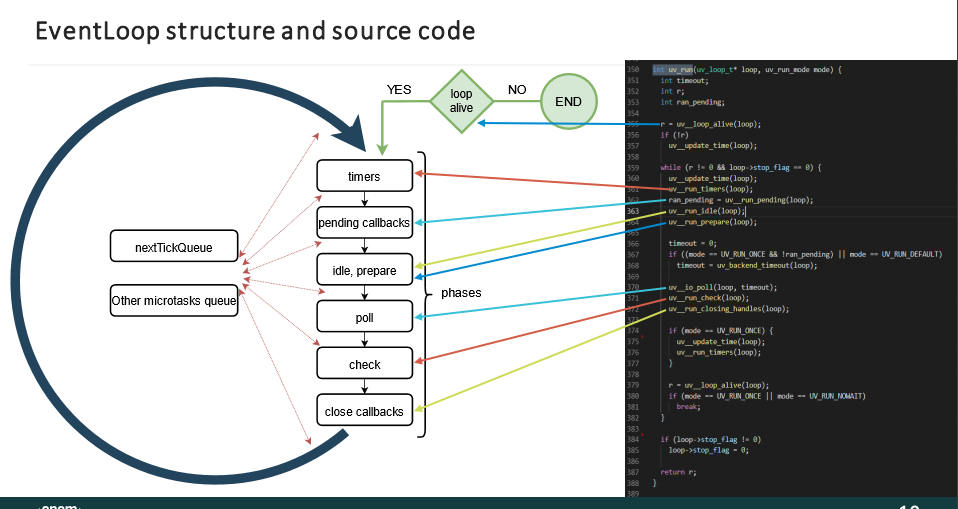 EventLoop structure and source code
YES
loop
alive
NO
END
timers
pending callbacks
idle, prepare
poll
check
close callbacks
phases
nextTickQueue
Other microtasks queue
350 int uv_run(uv_loop_t* loop, uv_run_mode mode) {
351 int timeout;
352 int r;
353 int ran_pending;
354
355 r = uv__loop_alive(loop);
356 if (!r)
357 uv__update_time(loop);
358
359 while (r != 0 && loop->stop_flag == 0) {
360 uv__update_time(loop);
361 uv__run_timers(loop);
362 ran_pending = uv__run_pending(loop);
363 uv__run_idle(loop);
364 uv__run_prepare(loop);
365
366 timeout = 0;
367 if ((mode == UV_RUN_ONCE && !ran_pending) || mode == UV_RUN_DEFAULT)
368 timeout = uv_backend_timeout(loop);
369
370 uv__io_poll(loop, timeout);
371 uv__run_check(loop);
372 uv__run_closing_handles(loop);
373
374 if (mode == UV_RUN_ONCE) {
375 uv__update_time(loop);
376 uv__run_timers(loop);
377 }
378
379 r = uv__loop_alive(loop);
380 if (mode == UV_RUN_ONCE || mode == UV_RUN_NOWAIT)
381 break;
382 }
383
384 if (loop->stop_flag != 0)
385 loop->stop_flag = 0;
386
387 return r;
388 }
389